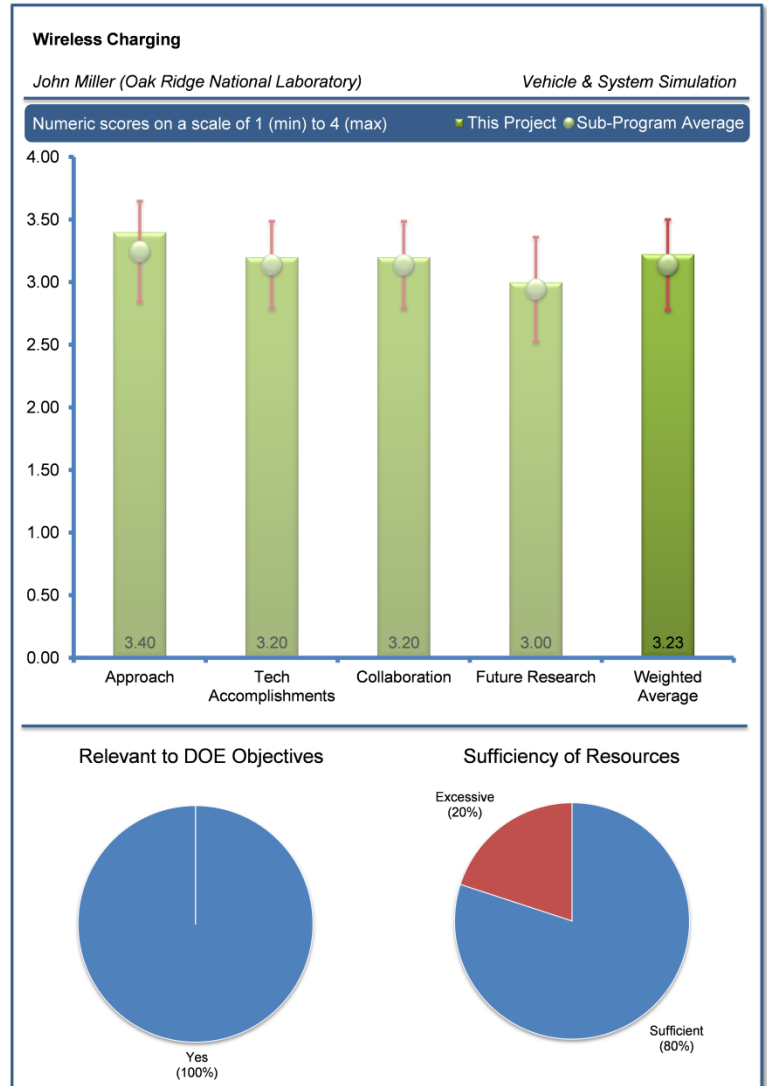 Wireless Charging
John Miller (Oak Ridge National Laboratory) Vehicle & System Simulation
Numeric scores on a scale of 1 (min) to 4 (max) This Project Sub-Program Average
4.00
3.50
3.00
2.50
2.00
1.50
1.00
0.50
0.00
3.40 3.20 3.20 3.00 3.23
Approach Tech Accomplishments Collaboration Future Research Weighted Average
Relevant to DOE Objectives Sufficiency of Resources
Excessive
(20%)
Sufficient
(80%)
Yes
(100%)